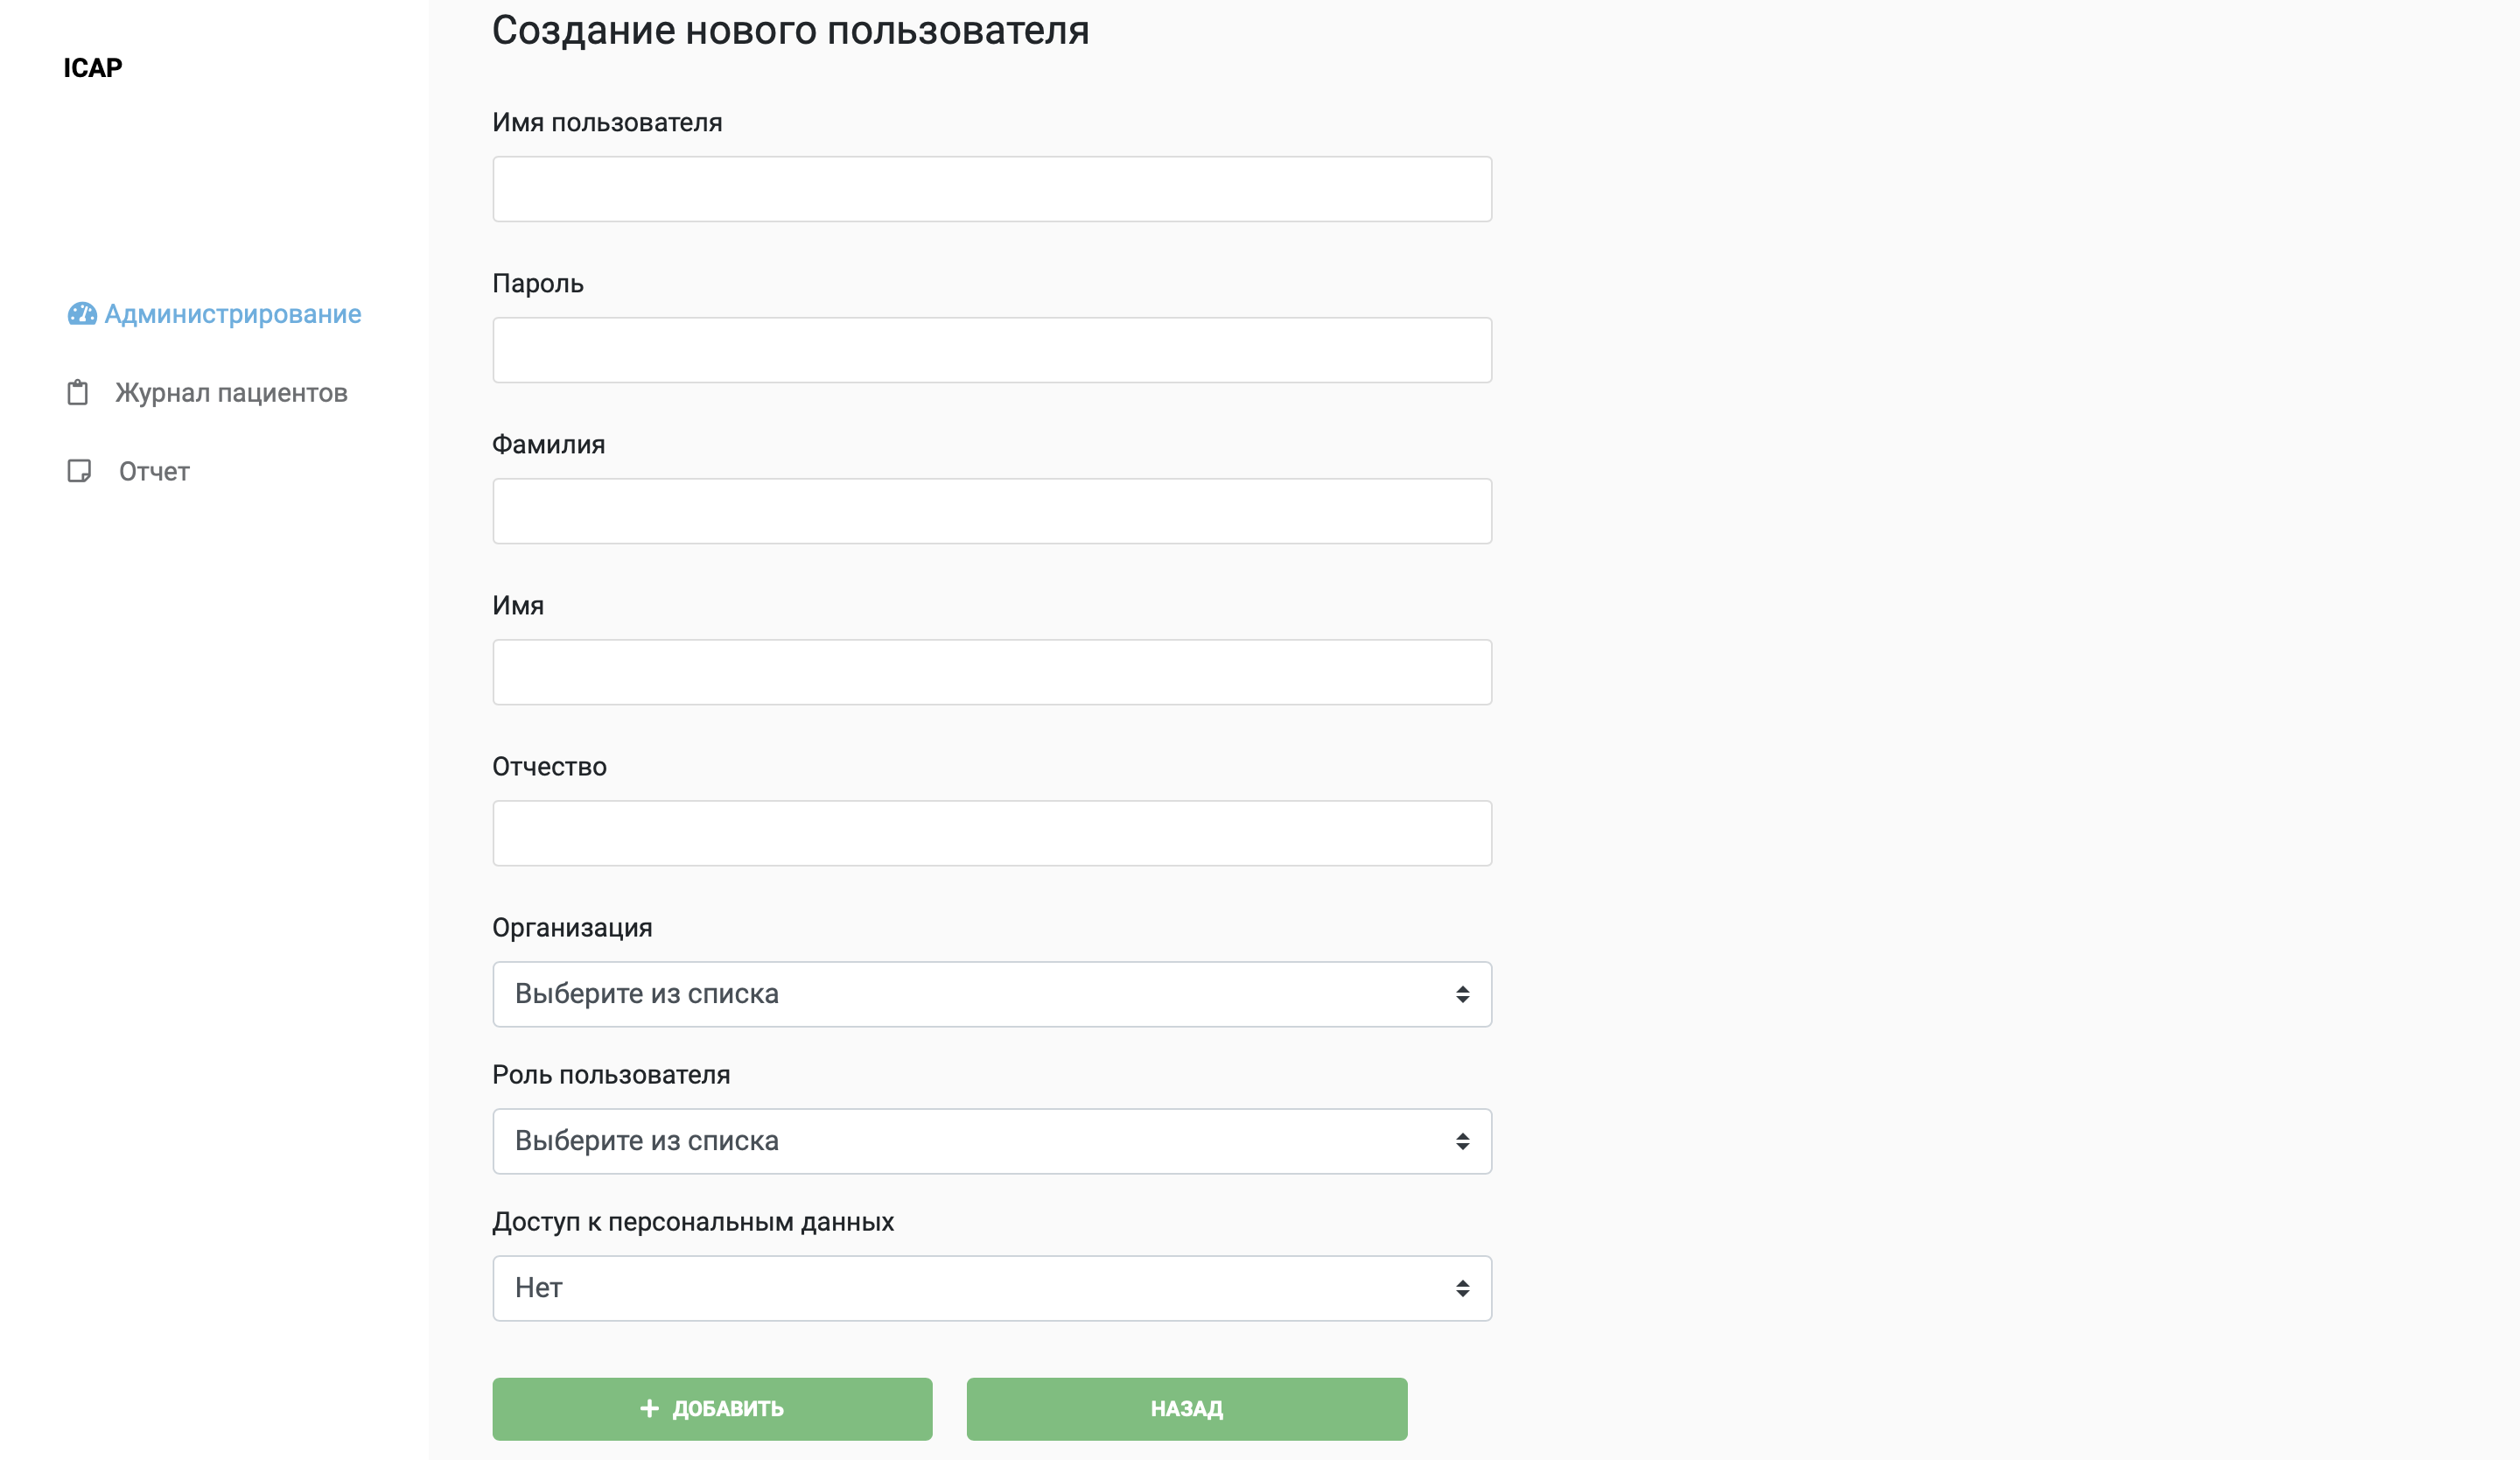 ICAP
Администрирование
Журнал пациентов
Отчет
Создание нового пользователя
Имя пользователя
Пароль
Фамилия
Имя
Отчество
Организация
Выберите из списка
Роль пользователя
Выберите из списка
Доступ к персональным данных
Нет
+ ДОБАВИТЬ
НАЗАД